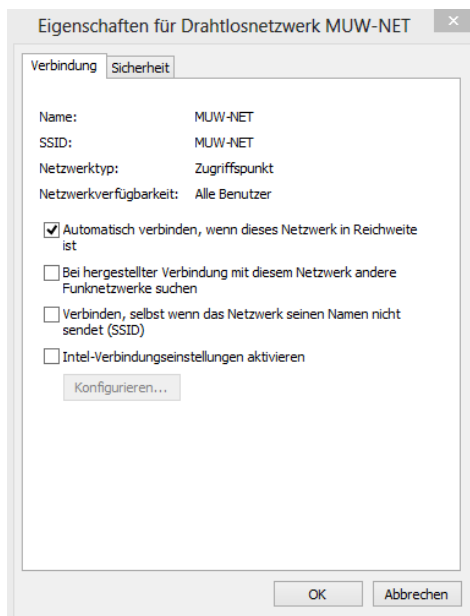 Eigenschaften für Drahtlosnetzwerk MUW-NET
Verbindung Sicherheit
Name: MUW-NET
SSID: MUW-NET
Netzwerktyp: Zugriffspunkt
Netzwerkverfügbarkeit: Alle Benutzer
Automatisch verbinden, wenn dieses Netzwerk in Reichweite
ist
Bei hergestellter Verbindung mit diesem Netzwerk andere
Funknetzwerke suchen
Verbinden, selbst wenn das Netzwerk seinen Namen nicht
sendet (SSID)
Intel-Verbindungseinstellungen aktivieren
Konfigurieren...
OK Abbrechen